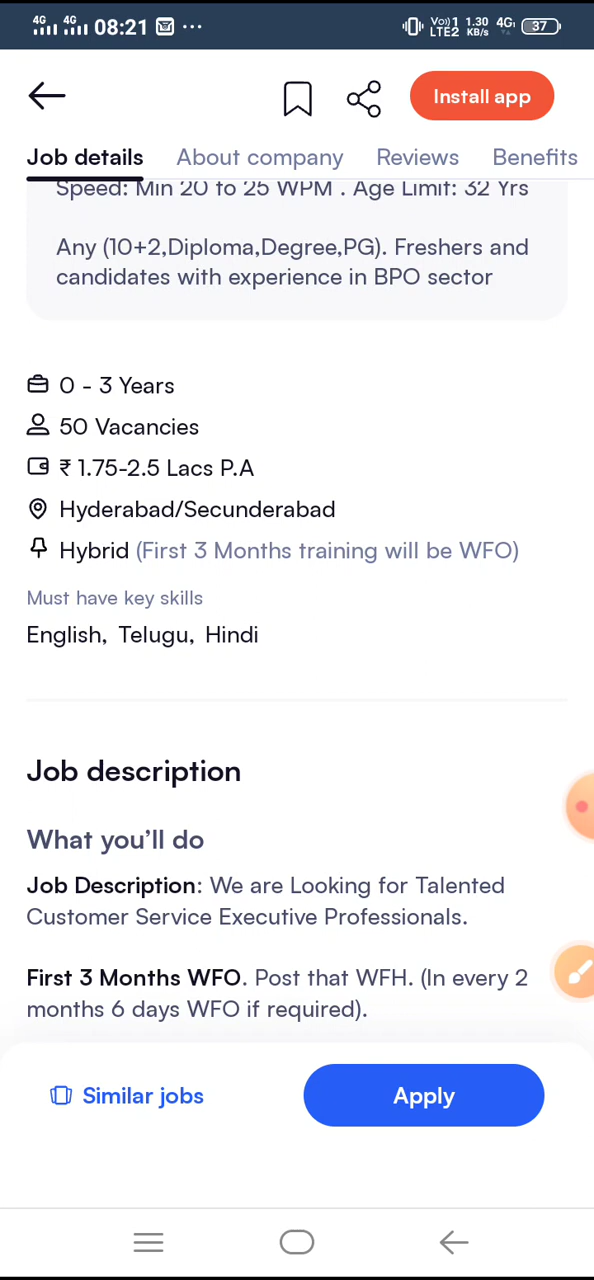 4G 4G 08:21 ... Vo)) 1 LTE2 1.30 KB/s 4G 37
Install app
Job details About company Reviews Benefits
Speed: Min 20 to 25 WPM . Age Limit: 32 Yrs
Any (10+2,Diploma,Degree,PG). Freshers and
candidates with experience in BPO sector
0 - 3 Years
50 Vacancies
₹ 1.75-2.5 Lacs P.A
Hyderabad/Secunderabad
Hybrid (First 3 Months training will be WFO)
Must have key skills
English, Telugu, Hindi
Job description
What you’ll do
Job Description: We are Looking for Talented
Customer Service Executive Professionals.
First 3 Months WFO. Post that WFH. (In every 2
months 6 days WFO if required).
Similar jobs Apply